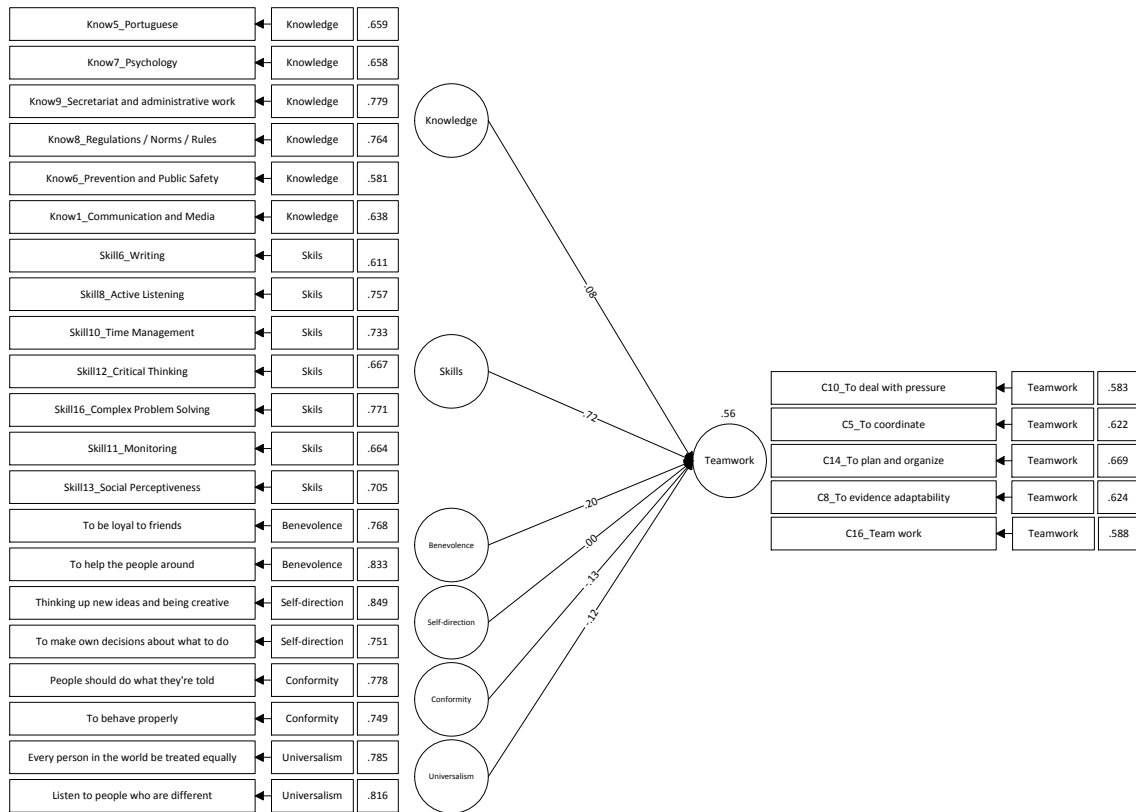 Know5_Portuguese Knowledge .659
Know7_Psychology Knowledge .658
Know9_Secretariat and administrative work Knowledge .779
Know8_Regulations / Norms / Rules Knowledge .764
Know6_Prevention and Public Safety Knowledge .581
Know1_Communication and Media Knowledge .638
Skill6_Writing Skils .611
Skill8_Active Listening Skils .757
Skill10_Time Management Skils .733
Skill12_Critical Thinking Skils .667
Skill16_Complex Problem Solving Skils .771
Skill11_Monitoring Skils .664
Skill13_Social Perceptiveness Skils .705
To be loyal to friends Benevolence .768
To help the people around Benevolence .833
Thinking up new ideas and being creative Self-direction .849
To make own decisions about what to do Self-direction .751
People should do what they're told Conformity .778
To behave properly Conformity .749
Every person in the world be treated equally Universalism .785
Listen to people who are different Universalism .816
Knowledge
Skills
Benevolence
Self-direction
Conformity
Universalism
.08
.72
.20
.00
-.13
-.12
.56
Teamwork
C10_To deal with pressure Teamwork .583
C5_To coordinate Teamwork .622
C14_To plan and organize Teamwork .669
C8_To evidence adaptability Teamwork .624
C16_Team work Teamwork .588